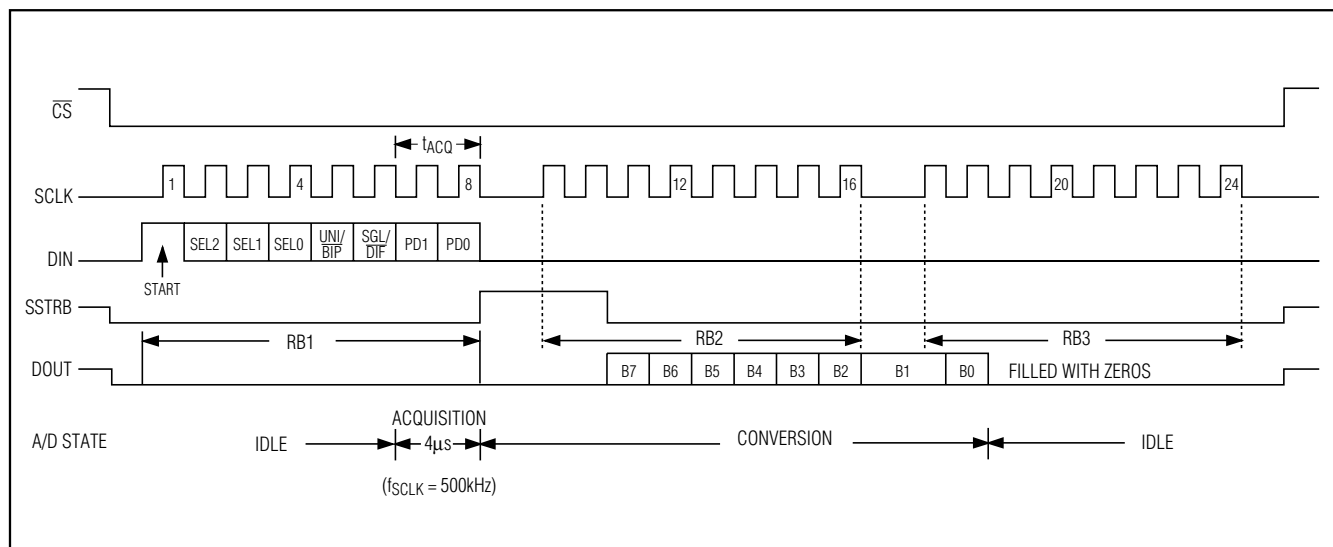 CS
tACQ
SCLK 1 4 8 12 16 20 24
DIN SEL2 SEL1 SEL0 UNI/BIP SGL/DIF PD1 PD0
START
SSTRB
RB1 RB2 RB3
DOUT B7 B6 B5 B4 B3 B2 B1 B0 FILLED WITH ZEROS
ACQUISITION
A/D STATE IDLE 4µs CONVERSION IDLE
(fSCLK = 500kHz)